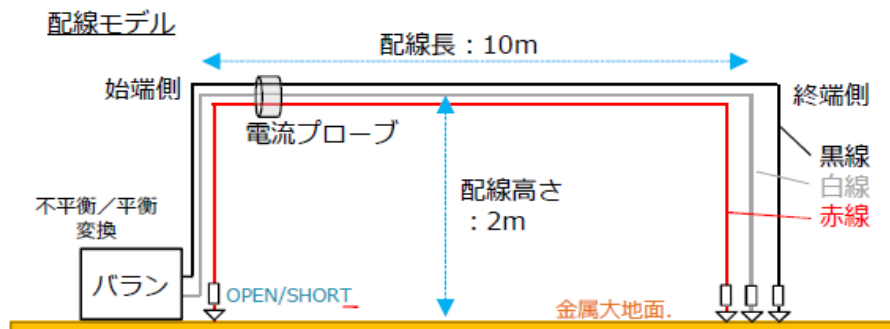 配線モデル
配線長：10m
始端側
終端側
電流プローブ
黒線
白線
赤線
配線高さ
：2m
不平衡／平衡
変換
バラン
OPEN/SHORT
金属大地面.